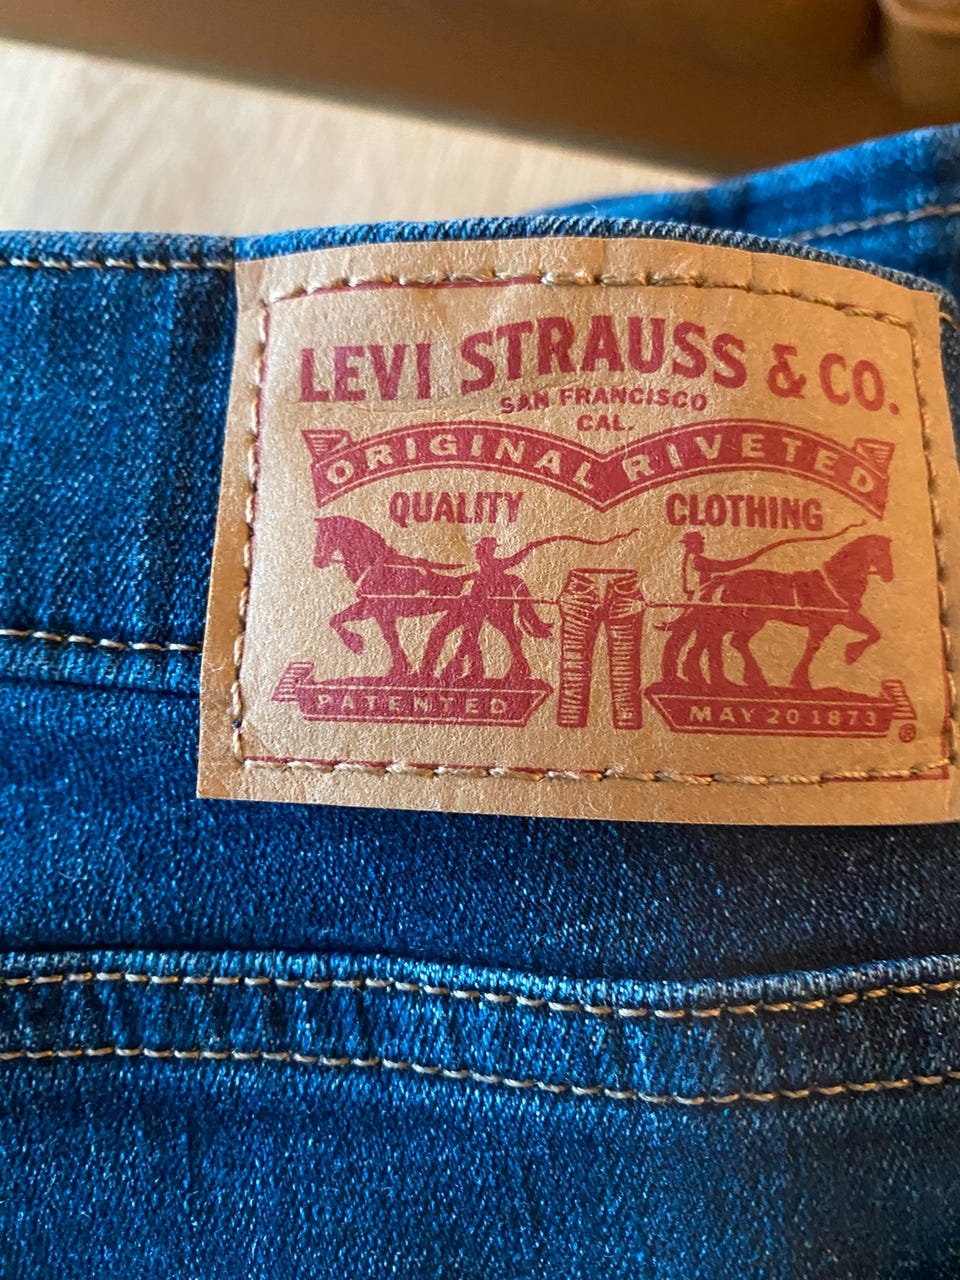 LEVI STRAUSS & CO.
SAN FRANCISCO
CAL.
ORIGINAL RIVETED
QUALITY CLOTHING
PATENTED MAY 20 1873
®